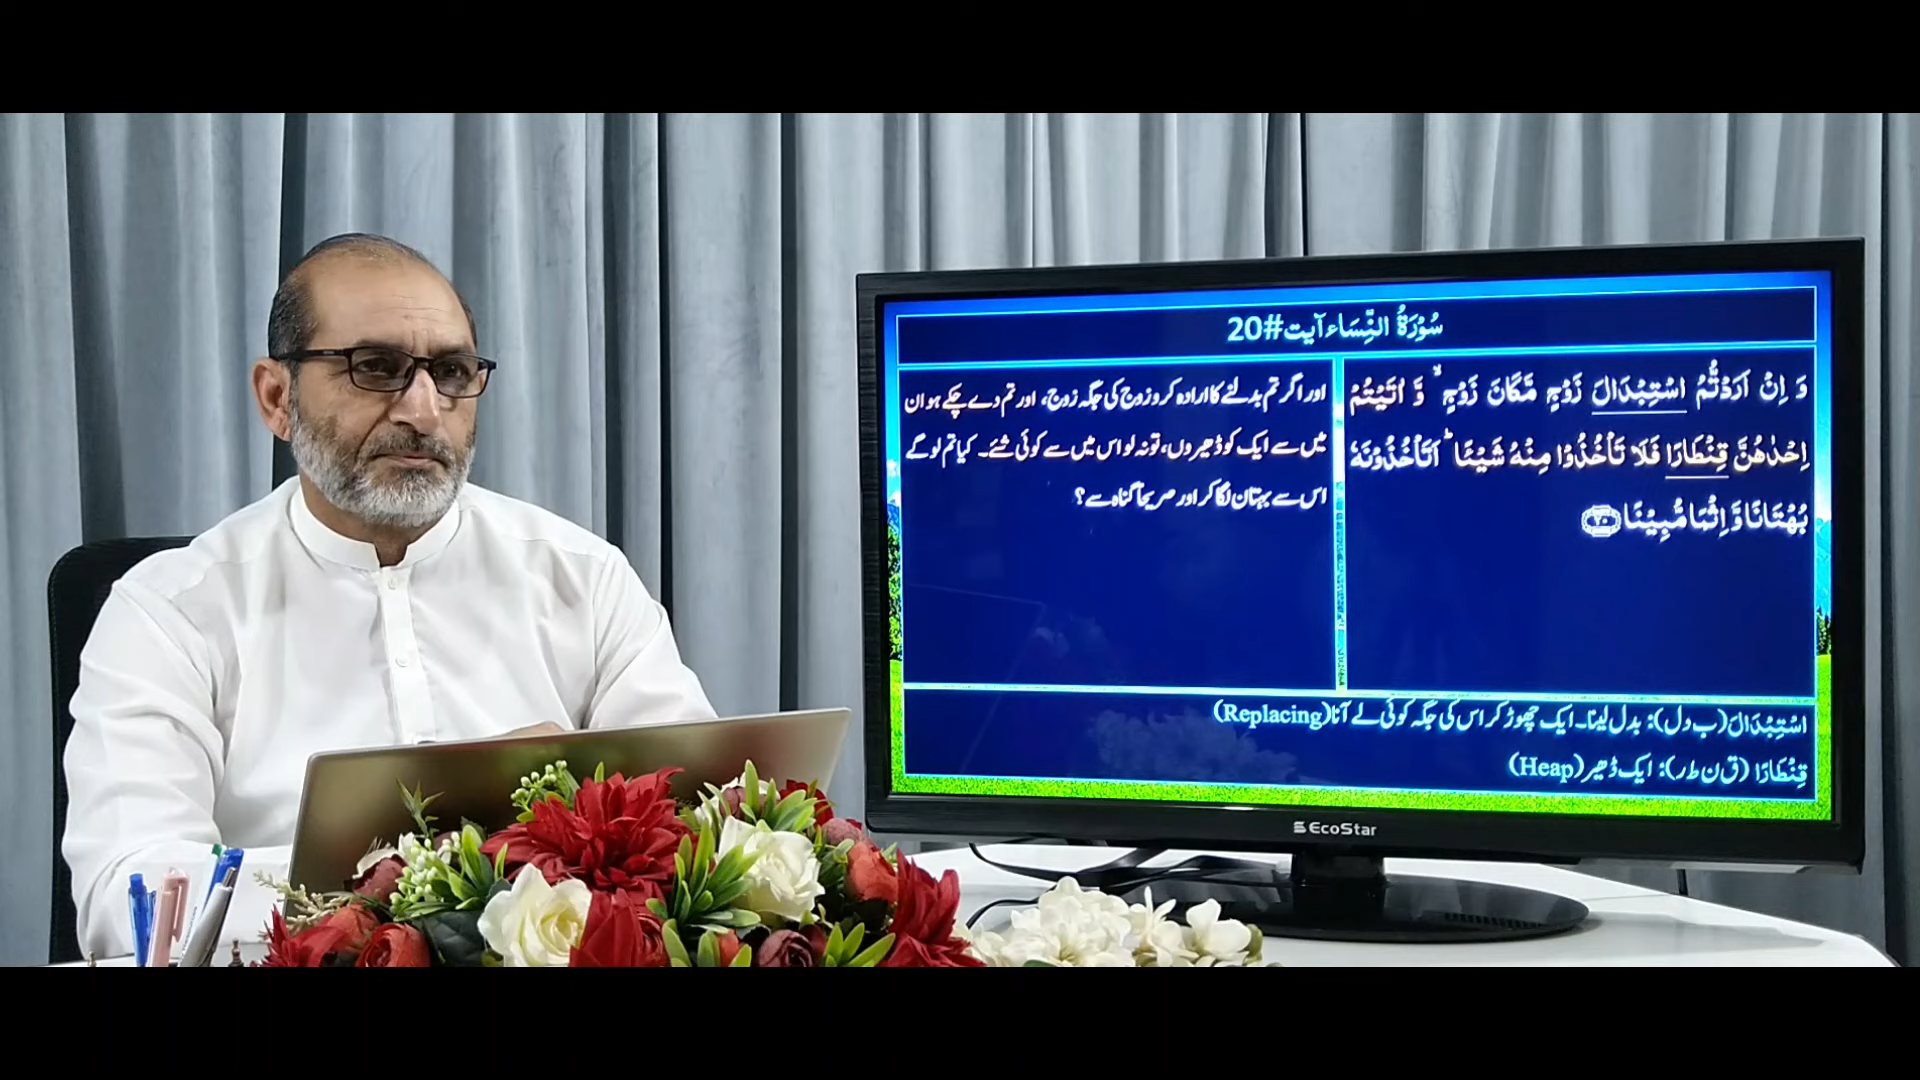 سُوْرَةُ النِّسَاء آیت#20
وَ اِنْ اَرَدْتُّمُ اسْتِبْدَالَ زَوْجٍ مَّكَانَ زَوْجٍ ۙ وَّ اٰتَیْتُمْ
اِحْدٰىهُنَّ قِنْطَارًا فَلَا تَاْخُذُوْا مِنْهُ شَیْـًٔا ؕ اَتَاْخُذُوْنَهٗ
بُهْتَانًا وَّ اِثْمًا مُّبِیْنًا ۝۲۰
اور اگر تم بدلنے کا ارادہ کرو زوج کی جگہ زوج، اور تم دے چکے ہو ان
میں سے ایک کو ڈھیروں، تو نہ لو اس میں سے کوئی شئے۔ کیا تم لو گے
اس سے بہتان لگا کر اور صریحاً گناہ سے؟
اسْتِبْدَالَ (ب د ل): بدل لینا۔ ایک چھوڑ کر اس کی جگہ کوئی لے آنا (Replacing)
قِنْطَارًا (ق ن ط ر): ایک ڈھیر (Heap)
EcoStar